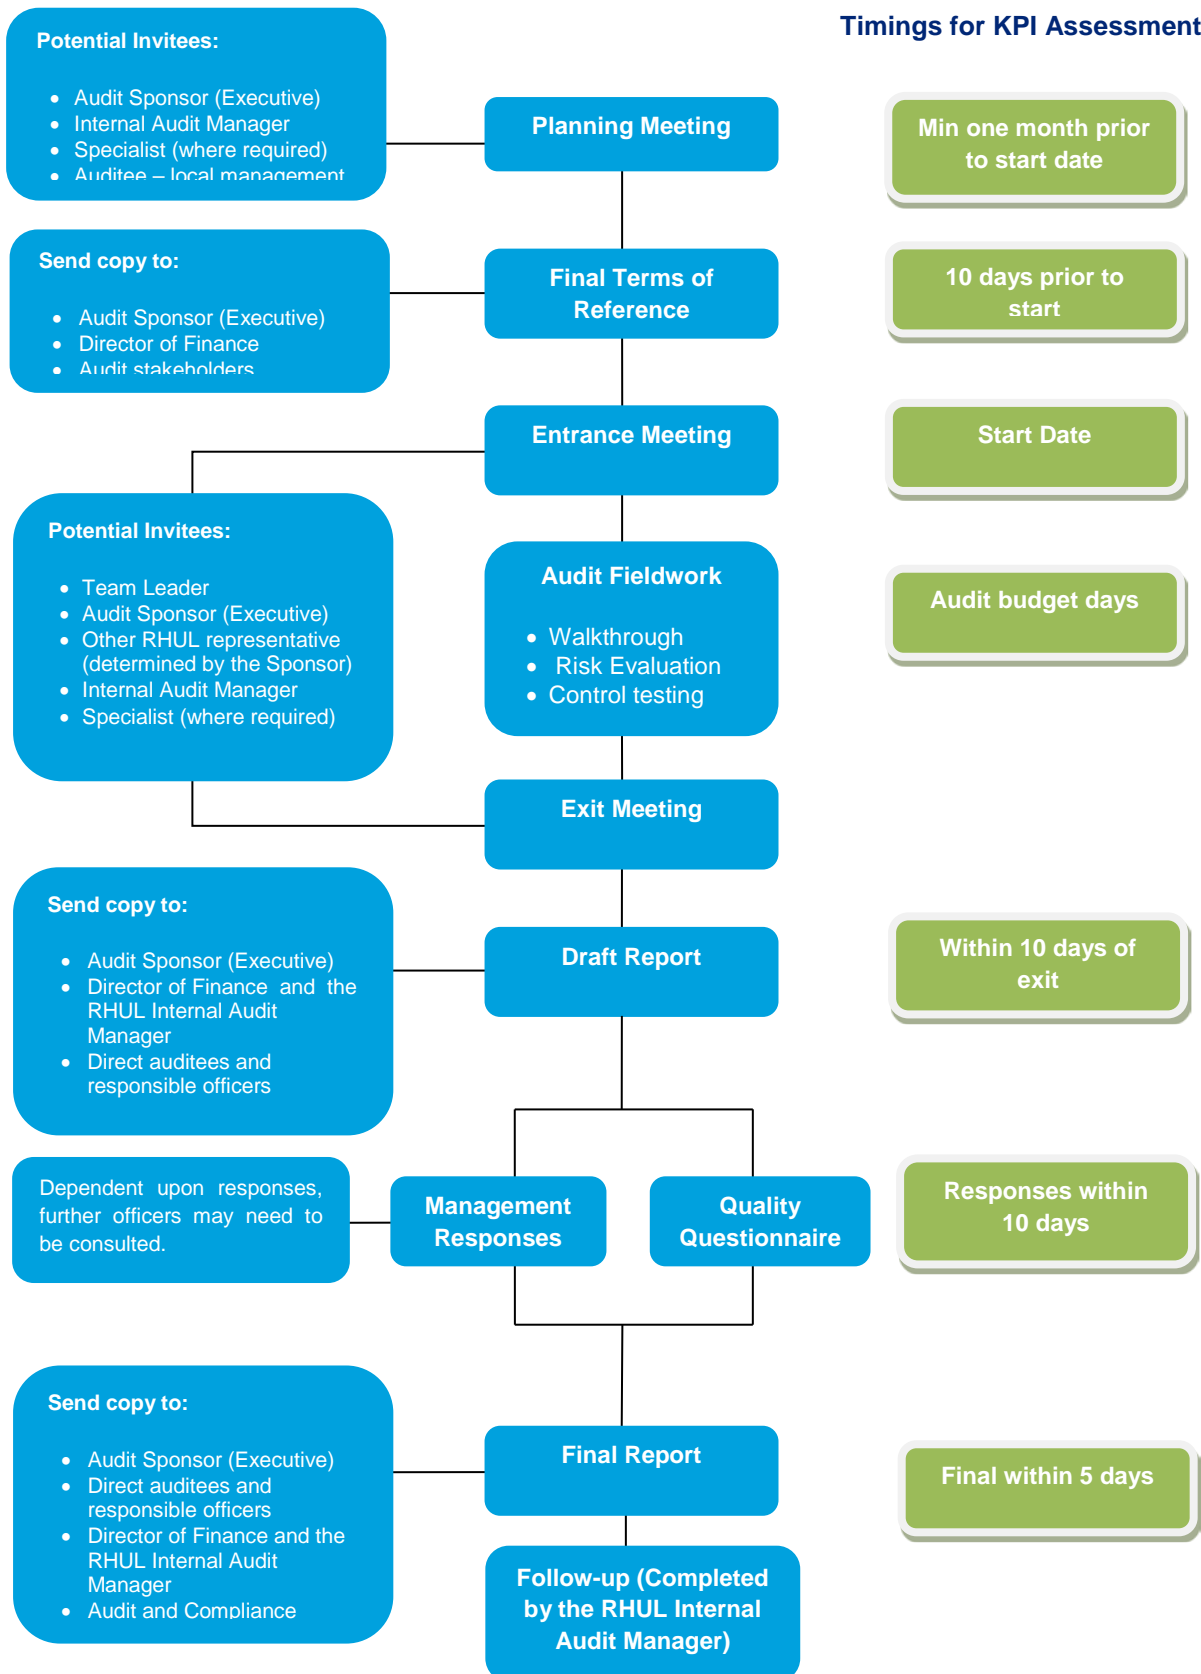 Timings for KPI Assessment
Potential Invitees:
• Audit Sponsor (Executive)
• Internal Audit Manager
• Specialist (where required)
• Auditee – local management
Planning Meeting
Min one month prior
to start date
Send copy to:
• Audit Sponsor (Executive)
• Director of Finance
• Audit stakeholders
Final Terms of
Reference
10 days prior to
start
Entrance Meeting
Start Date
Potential Invitees:
• Team Leader
• Audit Sponsor (Executive)
• Other RHUL representative
(determined by the Sponsor)
• Internal Audit Manager
• Specialist (where required)
Audit Fieldwork
• Walkthrough
• Risk Evaluation
• Control testing
Audit budget days
Exit Meeting
Send copy to:
• Audit Sponsor (Executive)
• Director of Finance and the
RHUL Internal Audit
Manager
• Direct auditees and
responsible officers
Draft Report
Within 10 days of
exit
Dependent upon responses,
further officers may need to
be consulted.
Management
Responses
Quality
Questionnaire
Responses within
10 days
Send copy to:
• Audit Sponsor (Executive)
• Direct auditees and
responsible officers
• Director of Finance and the
RHUL Internal Audit
Manager
• Audit and Compliance
Final Report
Final within 5 days
Follow-up (Completed
by the RHUL Internal
Audit Manager)